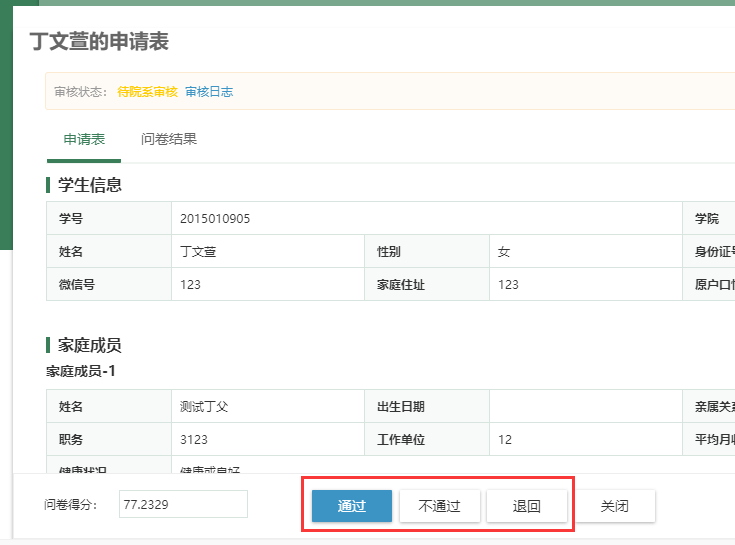 丁文萱的申请表
审核状态： 待院系审核 审核日志
申请表 问卷结果
学生信息
学号 2015010905 学院
姓名 丁文萱 性别 女 身份证号
微信号 123 家庭住址 123 原户口性
家庭成员
家庭成员-1
姓名 测试丁父 出生日期 亲属关系
职务 3123 工作单位 12 平均月收
健康状况 健康或良好
问卷得分： 77.2329 通过 不通过 退回 关闭